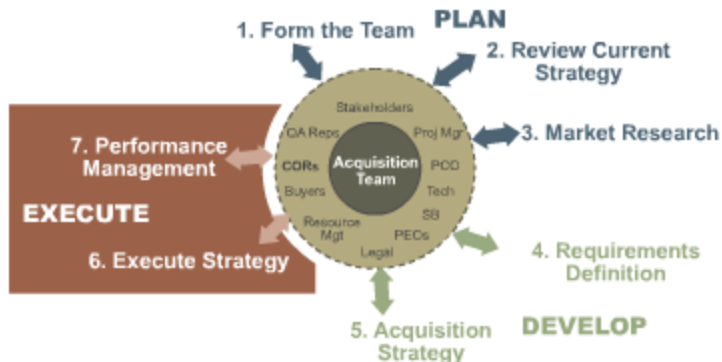 PLAN
1. Form the Team
2. Review Current
Strategy
3. Market Research
4. Requirements
Definition
DEVELOP
5. Acquisition
Strategy
6. Execute Strategy
EXECUTE
7. Performance
Management
Acquisition
Team
Stakeholders
Proj Mgr
PCO
Tech
SB
PECs
Legal
Resource
Mgt
Buyers
CORs
QA Reps